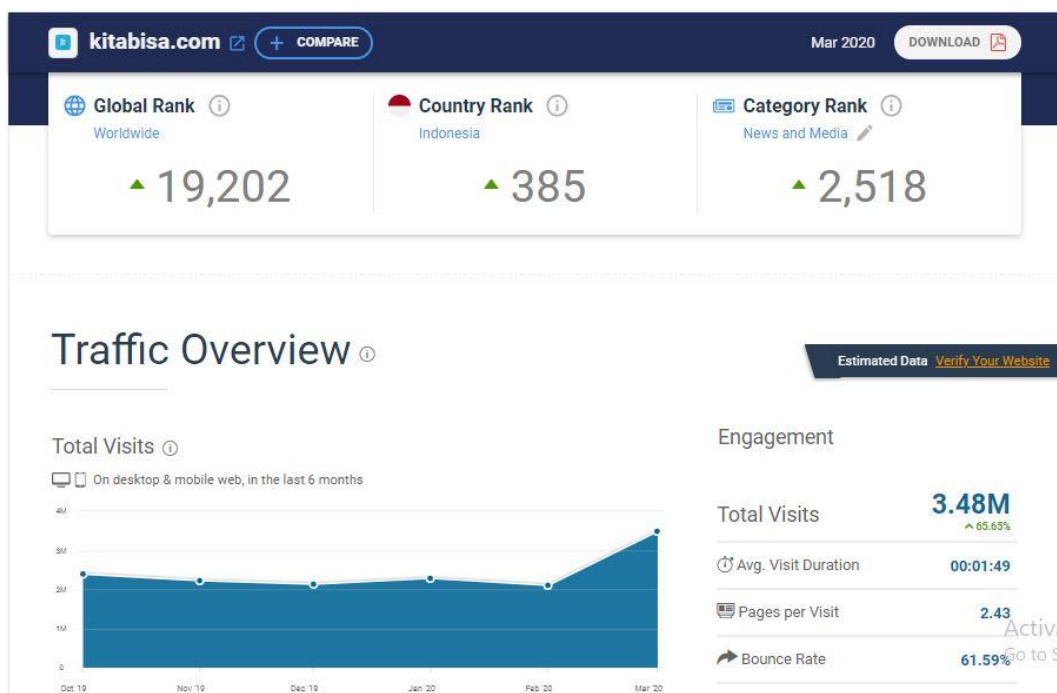 kitabisa.com + COMPARE Mar 2020 DOWNLOAD
Global Rank
Worldwide
19,202
Country Rank
Indonesia
385
Category Rank
News and Media
2,518
Traffic Overview
Estimated Data Verify Your Website
Total Visits
On desktop & mobile web, in the last 6 months
4M
3M
2M
1M
0
Oct '19 Nov '19 Dec '19 Jan '20 Feb '20 Mar '20
Engagement
Total Visits 3.48M
65.65%
Avg. Visit Duration 00:01:49
Pages per Visit 2.43
Bounce Rate 61.59%
Activ
Go to S